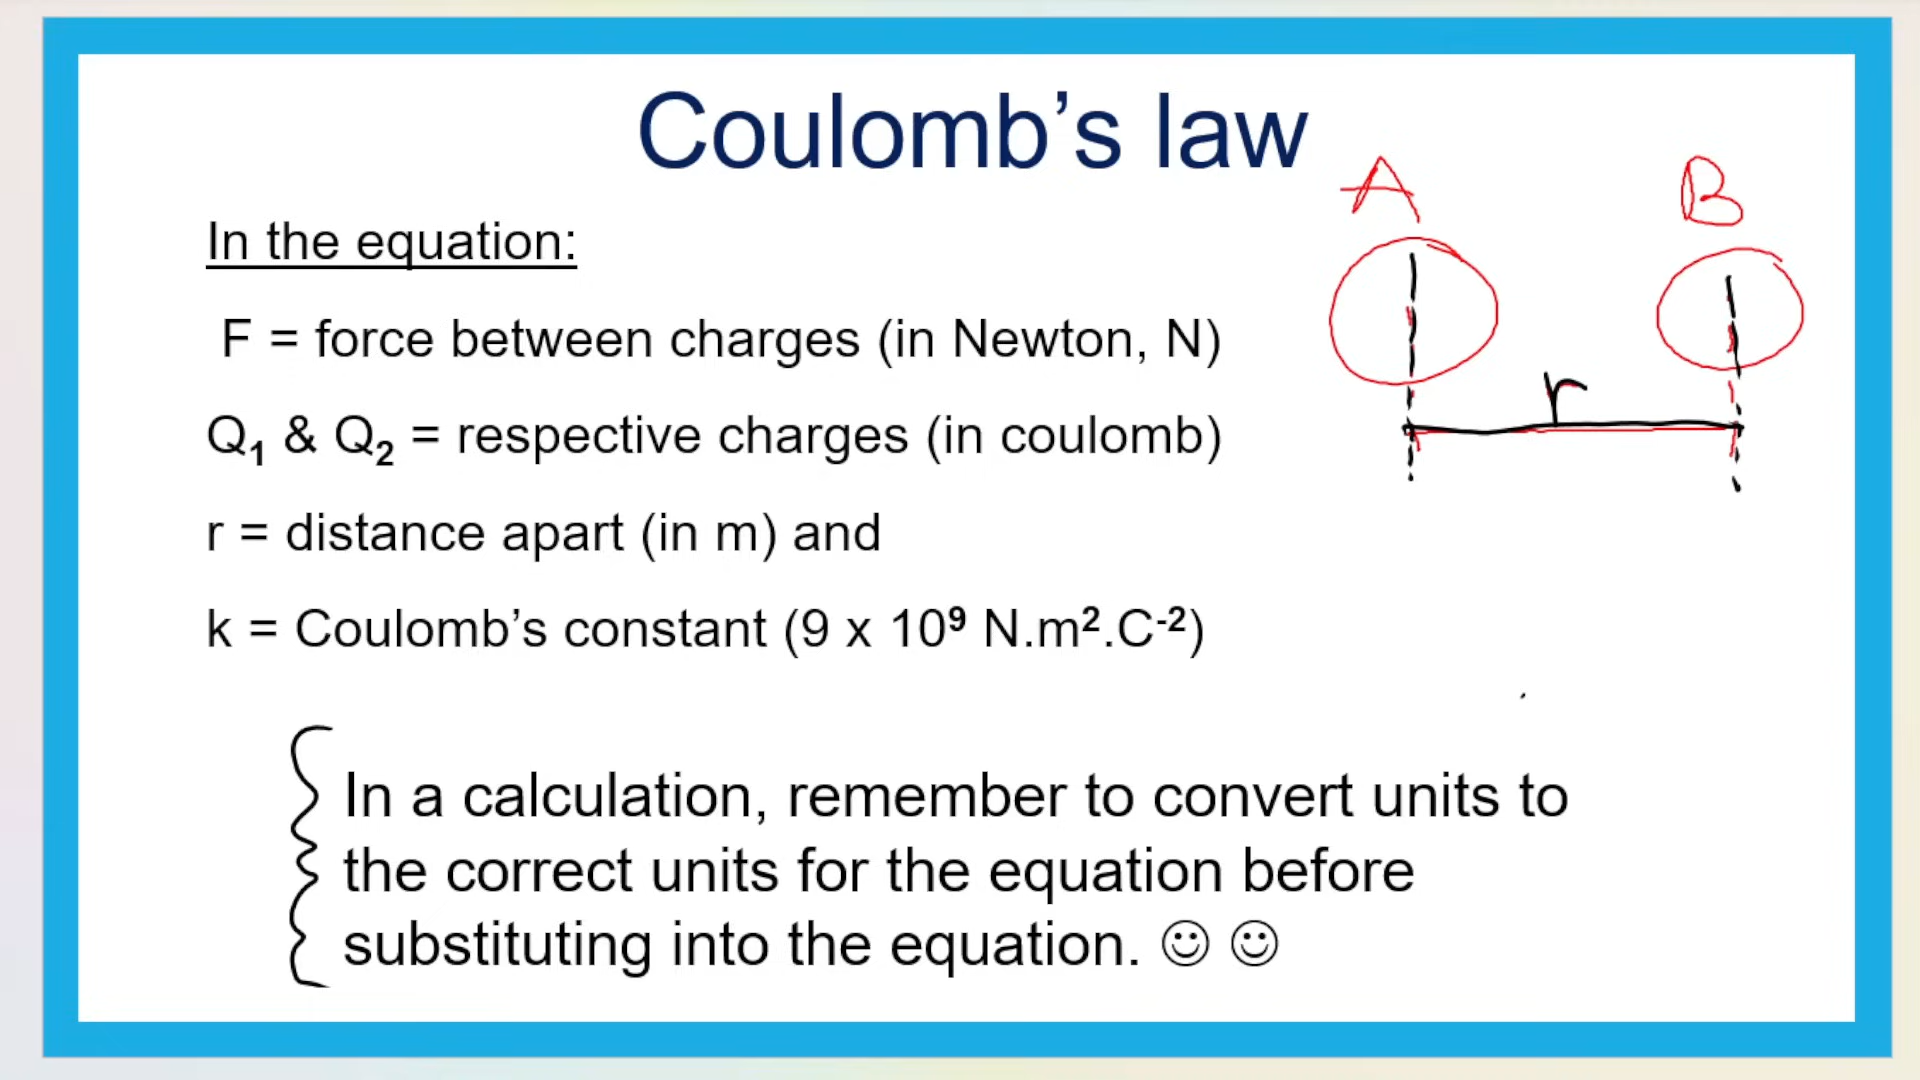 Coulomb’s law
A
B
In the equation:
F = force between charges (in Newton, N)
Q₁ & Q₂ = respective charges (in coulomb)
r
r = distance apart (in m) and
k = Coulomb’s constant (9 x 10⁹ N.m².C⁻²)
In a calculation, remember to convert units to
the correct units for the equation before
substituting into the equation. ☺ ☺